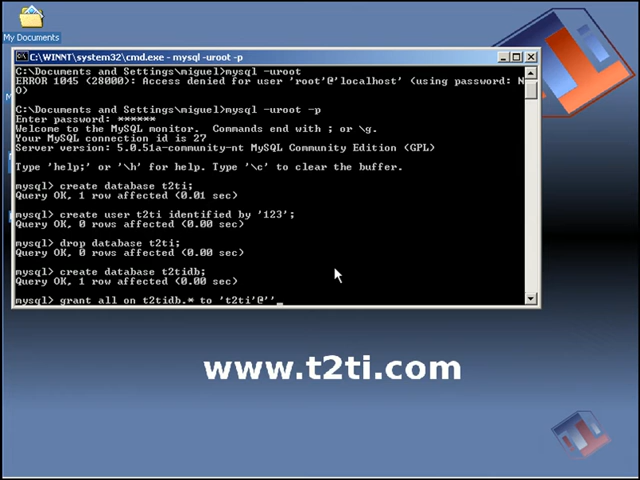 My Documents
C:\WINNT\system32\cmd.exe - mysql -uroot -p
C:\Documents and Settings\miguel>mysql -uroot
ERROR 1045 (28000): Access denied for user 'root'@'localhost' (using password: N
O)
C:\Documents and Settings\miguel>mysql -uroot -p
Enter password: ******
Welcome to the MySQL monitor.  Commands end with ; or \g.
Your MySQL connection id is 27
Server version: 5.0.51a-community-nt MySQL Community Edition (GPL)
Type 'help;' or '\h' for help. Type '\c' to clear the buffer.
mysql> create database t2ti;
Query OK, 1 row affected (0.01 sec)
mysql> create user t2ti identified by '123';
Query OK, 0 rows affected (0.00 sec)
mysql> drop database t2ti;
Query OK, 0 rows affected (0.00 sec)
mysql> create database t2tidb;
Query OK, 1 row affected (0.00 sec)
mysql> grant all on t2tidb.* to 't2ti'@''_
www.t2ti.com